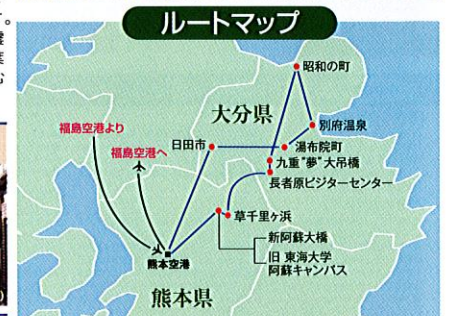 ルートマップ
昭和の町
大分県
別府温泉
福島空港より
日田市
湯布院町
福島空港へ
九重"夢"大吊橋
長者原ビジターセンター
草千里ヶ浜
新阿蘇大橋
熊本空港
旧 東海大学
阿蘇キャンパス
熊本県